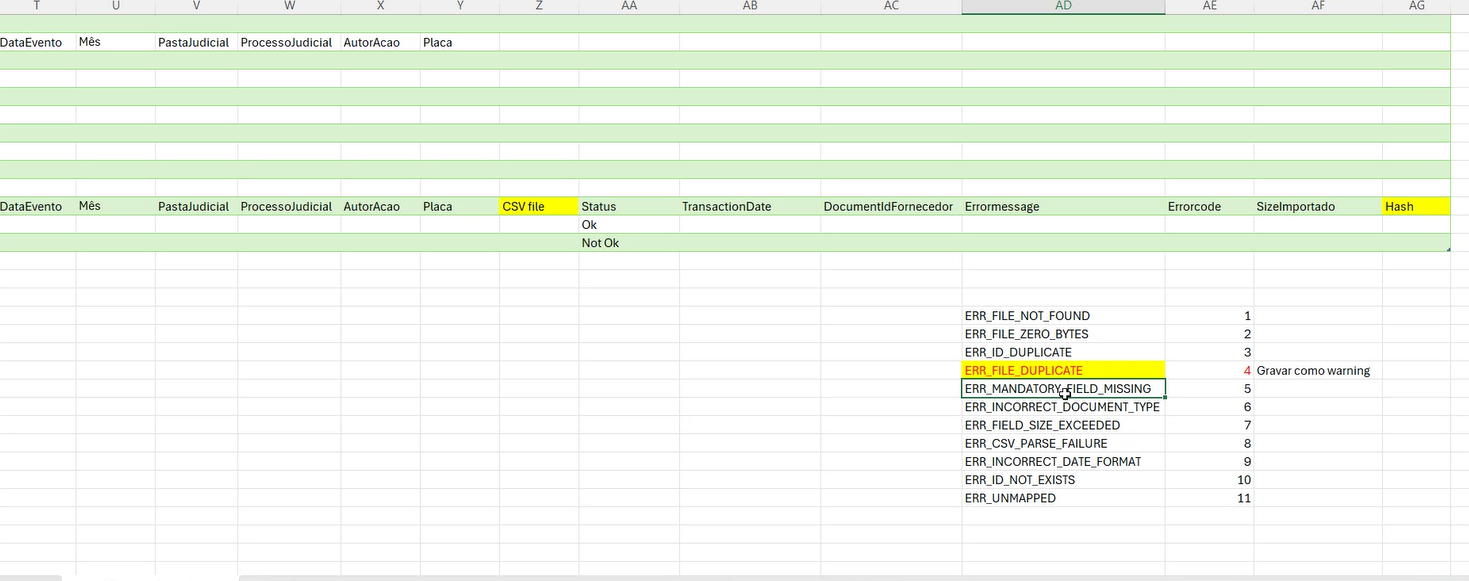 T U V W X Y Z AA AB AC AD AE AF AG
DataEvento Mês PastaJudicial ProcessoJudicial AutorAcao Placa
DataEvento Mês PastaJudicial ProcessoJudicial AutorAcao Placa CSV file Status TransactionDate DocumentIdFornecedor Errormessage Errorcode SizeImportado Hash
Ok
Not Ok
ERR_FILE_NOT_FOUND 1
ERR_FILE_ZERO_BYTES 2
ERR_ID_DUPLICATE 3
ERR_FILE_DUPLICATE 4 Gravar como warning
ERR_MANDATORY_FIELD_MISSING 5
ERR_INCORRECT_DOCUMENT_TYPE 6
ERR_FIELD_SIZE_EXCEEDED 7
ERR_CSV_PARSE_FAILURE 8
ERR_INCORRECT_DATE_FORMAT 9
ERR_ID_NOT_EXISTS 10
ERR_UNMAPPED 11